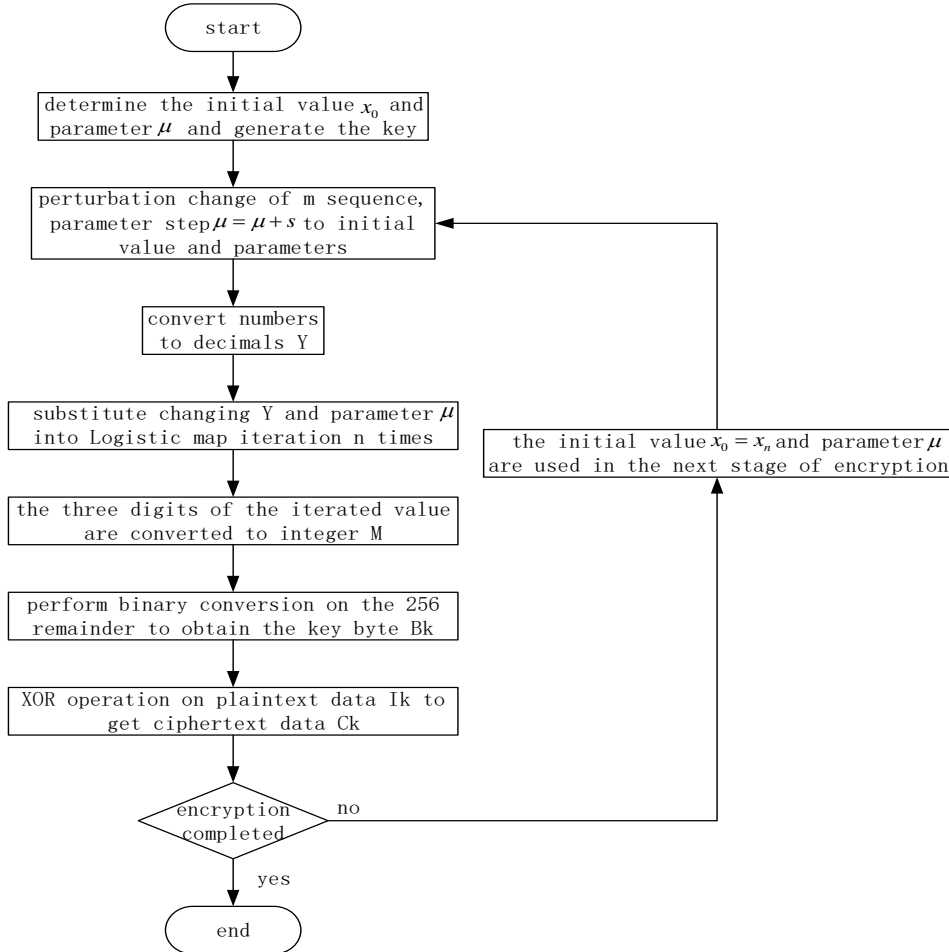 start
determine the initial value x₀ and
parameter μ and generate the key
perturbation change of m sequence,
parameter step μ = μ + s to initial
value and parameters
convert numbers
to decimals Y
substitute changing Y and parameter μ
into Logistic map iteration n times
the three digits of the iterated value
are converted to integer M
perform binary conversion on the 256
remainder to obtain the key byte Bk
XOR operation on plaintext data Ik to
get ciphertext data Ck
encryption
completed
no
yes
end
the initial value x₀ = xₙ and parameter μ
are used in the next stage of encryption